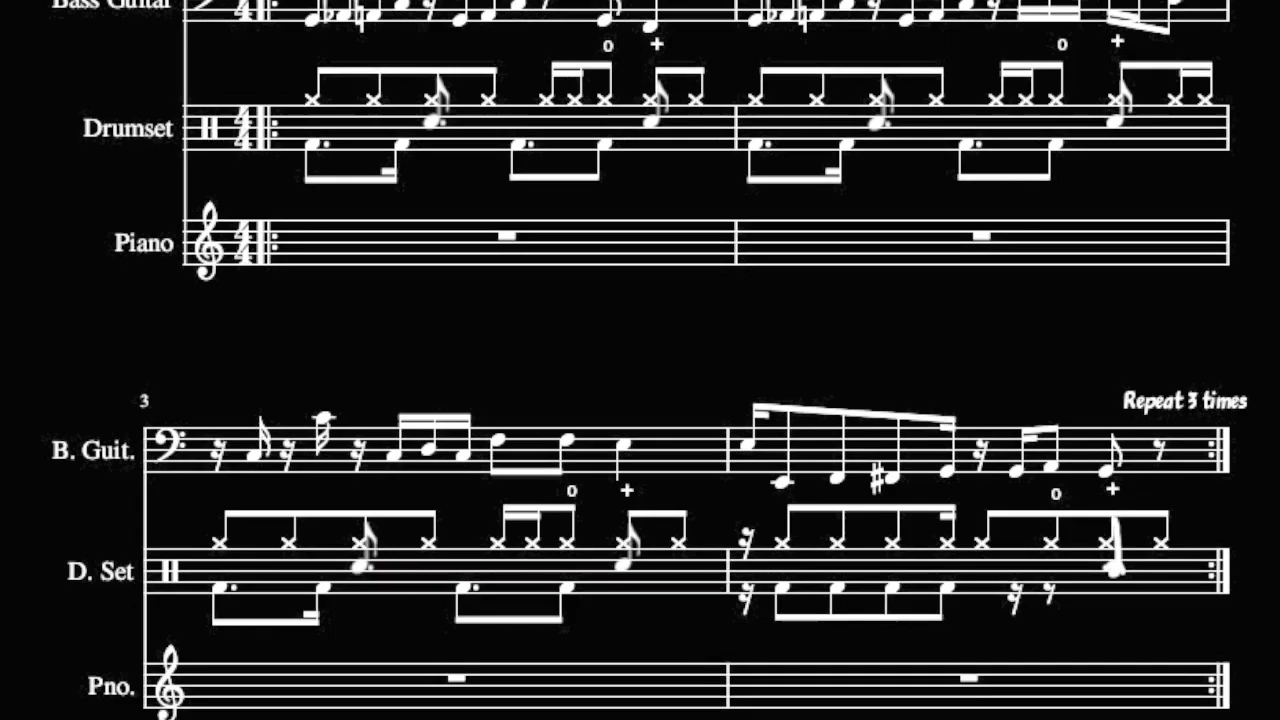 Bass Guitar
o + o +
Drumset
Piano
3
Repeat 3 times
B. Guit.
o + o +
D. Set
Pno.